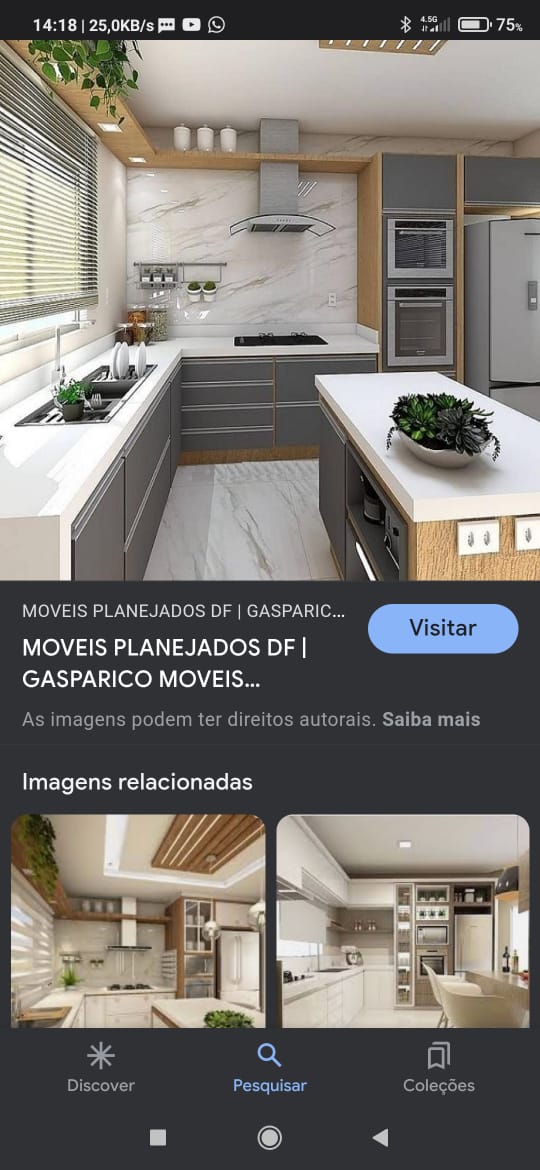 14:18 | 25,0KB/s
4.5G
75%
MOVEIS PLANEJADOS DF | GASPARIC...
Visitar
MOVEIS PLANEJADOS DF |
GASPARICO MOVEIS...
As imagens podem ter direitos autorais. Saiba mais
Imagens relacionadas
Discover
Pesquisar
Coleções